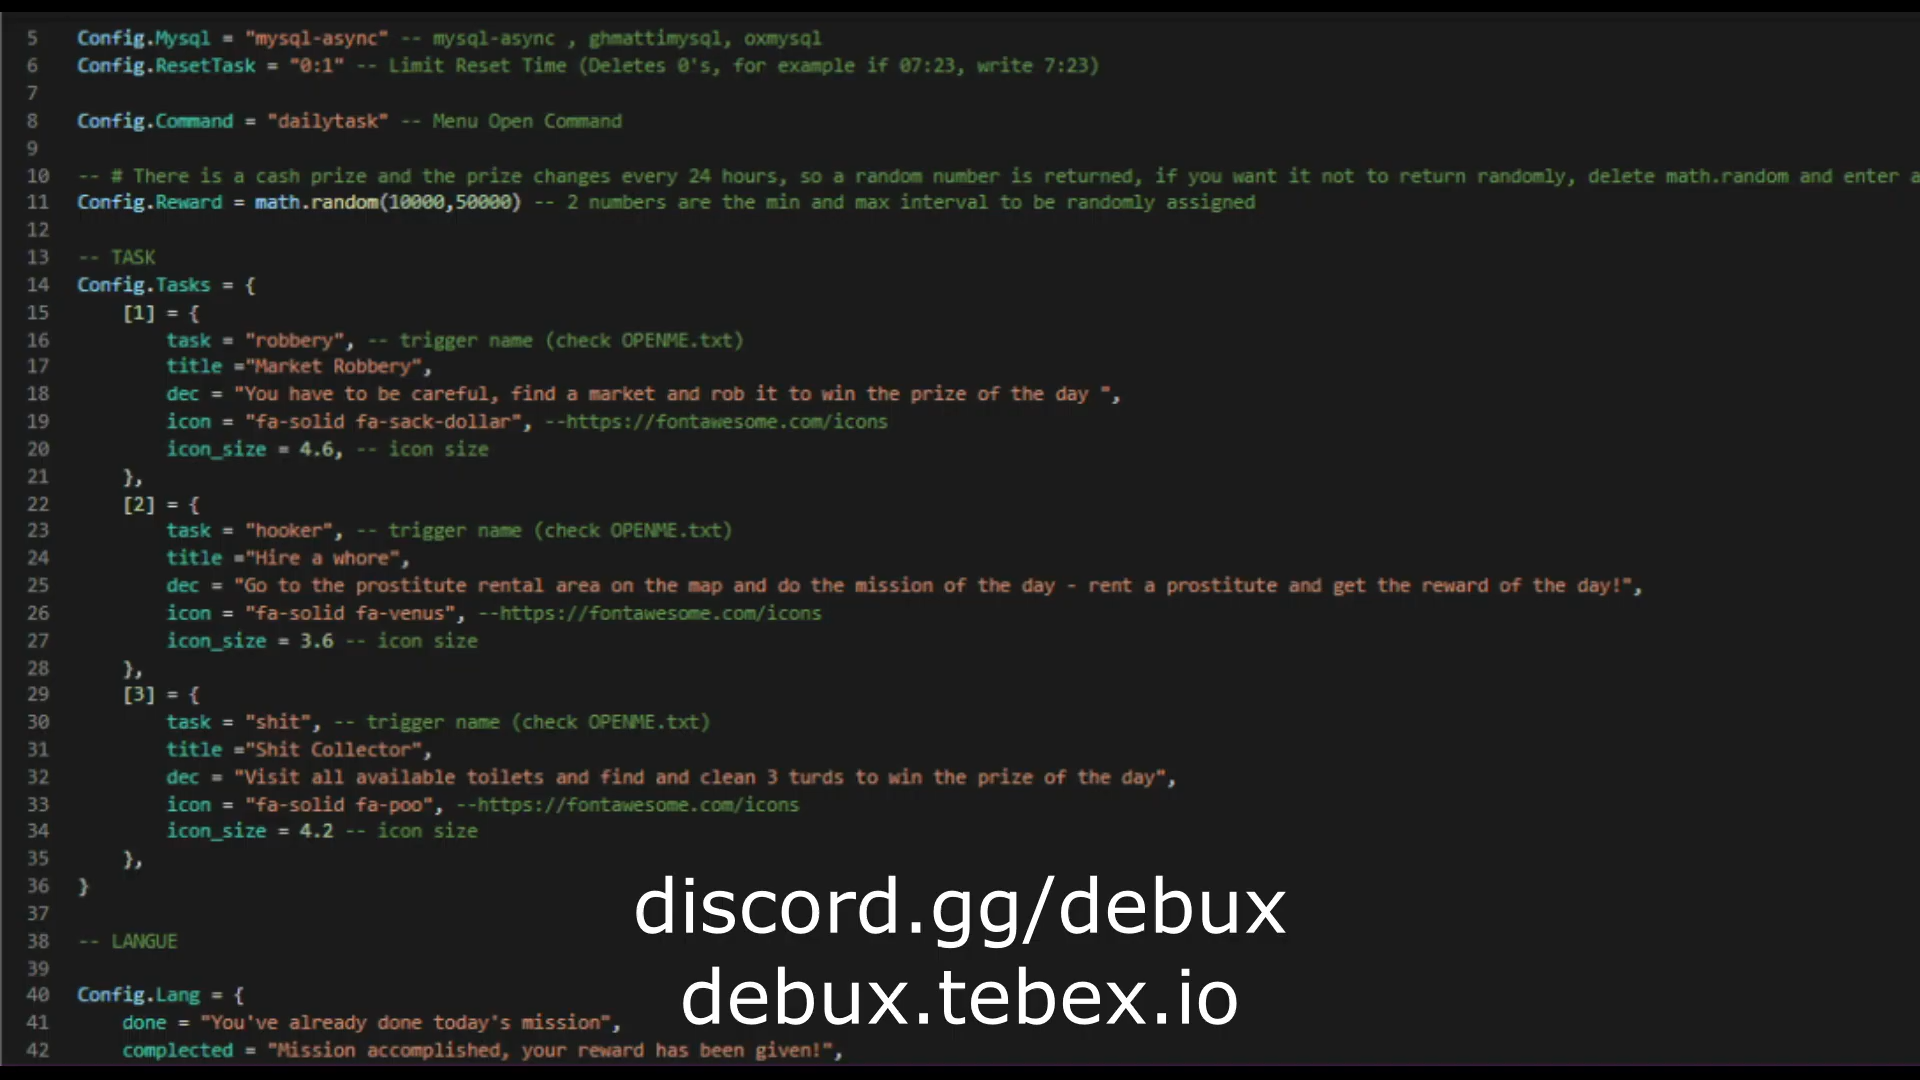 5 Config.Mysql = "mysql-async" -- mysql-async , ghmattimysql, oxmysql
6 Config.ResetTask = "0:1" -- Limit Reset Time (Deletes 0's, for example if 07:23, write 7:23)
7
8 Config.Command = "dailytask" -- Menu Open Command
9
10 -- # There is a cash prize and the prize changes every 24 hours, so a random number is returned, if you want it not to return randomly, delete math.random and enter a
11 Config.Reward = math.random(10000,50000) -- 2 numbers are the min and max interval to be randomly assigned
12
13 -- TASK
14 Config.Tasks = {
15 [1] = {
16 task = "robbery", -- trigger name (check OPENME.txt)
17 title ="Market Robbery",
18 dec = "You have to be careful, find a market and rob it to win the prize of the day ",
19 icon = "fa-solid fa-sack-dollar", --https://fontawesome.com/icons
20 icon_size = 4.6, -- icon size
21 },
22 [2] = {
23 task = "hooker", -- trigger name (check OPENME.txt)
24 title ="Hire a whore",
25 dec = "Go to the prostitute rental area on the map and do the mission of the day - rent a prostitute and get the reward of the day!",
26 icon = "fa-solid fa-venus", --https://fontawesome.com/icons
27 icon_size = 3.6 -- icon size
28 },
29 [3] = {
30 task = "shit", -- trigger name (check OPENME.txt)
31 title ="Shit Collector",
32 dec = "Visit all available toilets and find and clean 3 turds to win the prize of the day",
33 icon = "fa-solid fa-poo", --https://fontawesome.com/icons
34 icon_size = 4.2 -- icon size
35 },
36 }
37
38 -- LANGUE
39
40 Config.Lang = {
41 done = "You've already done today's mission",
42 complected = "Mission accomplished, your reward has been given!",
discord.gg/debux
debux.tebex.io